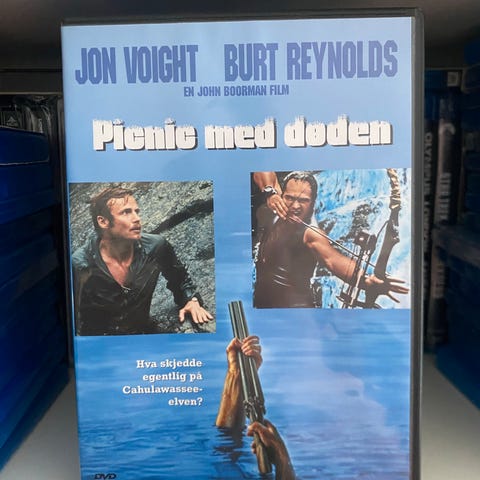 JON VOIGHT BURT REYNOLDS
EN JOHN BOORMAN FILM
Picnic med døden
Hva skjedde
egentlig på
Cahulawassee-
elven?
DVD